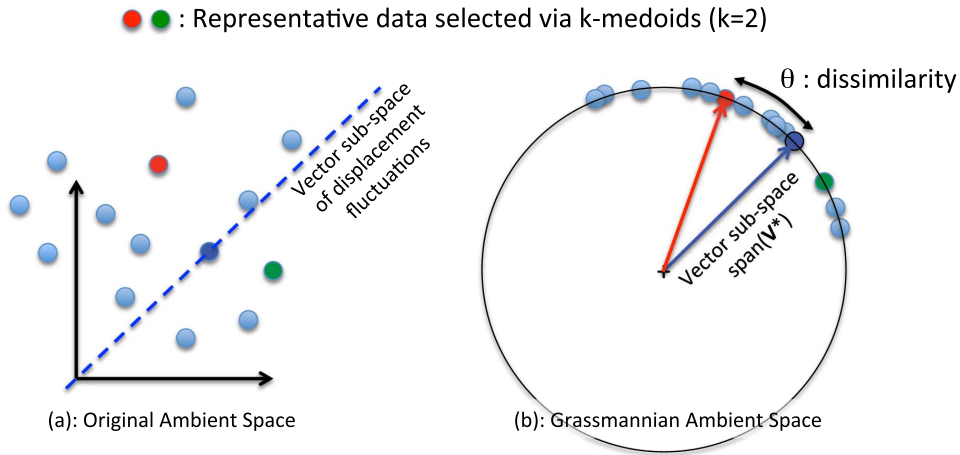 : Representative data selected via k-medoids (k=2)
θ : dissimilarity
Vector sub-space
of displacement
fluctuations
Vector sub-space
span(V*)
(a): Original Ambient Space
(b): Grassmannian Ambient Space